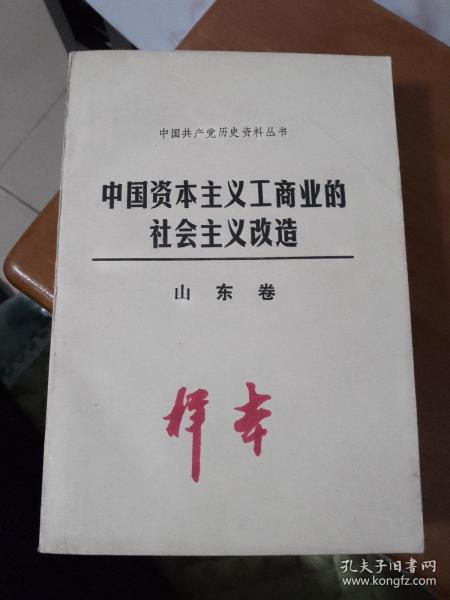 中国共产党历史资料丛书
中国资本主义工商业的
社会主义改造
山东卷
样本
孔夫子旧书网
www.kongfz.com